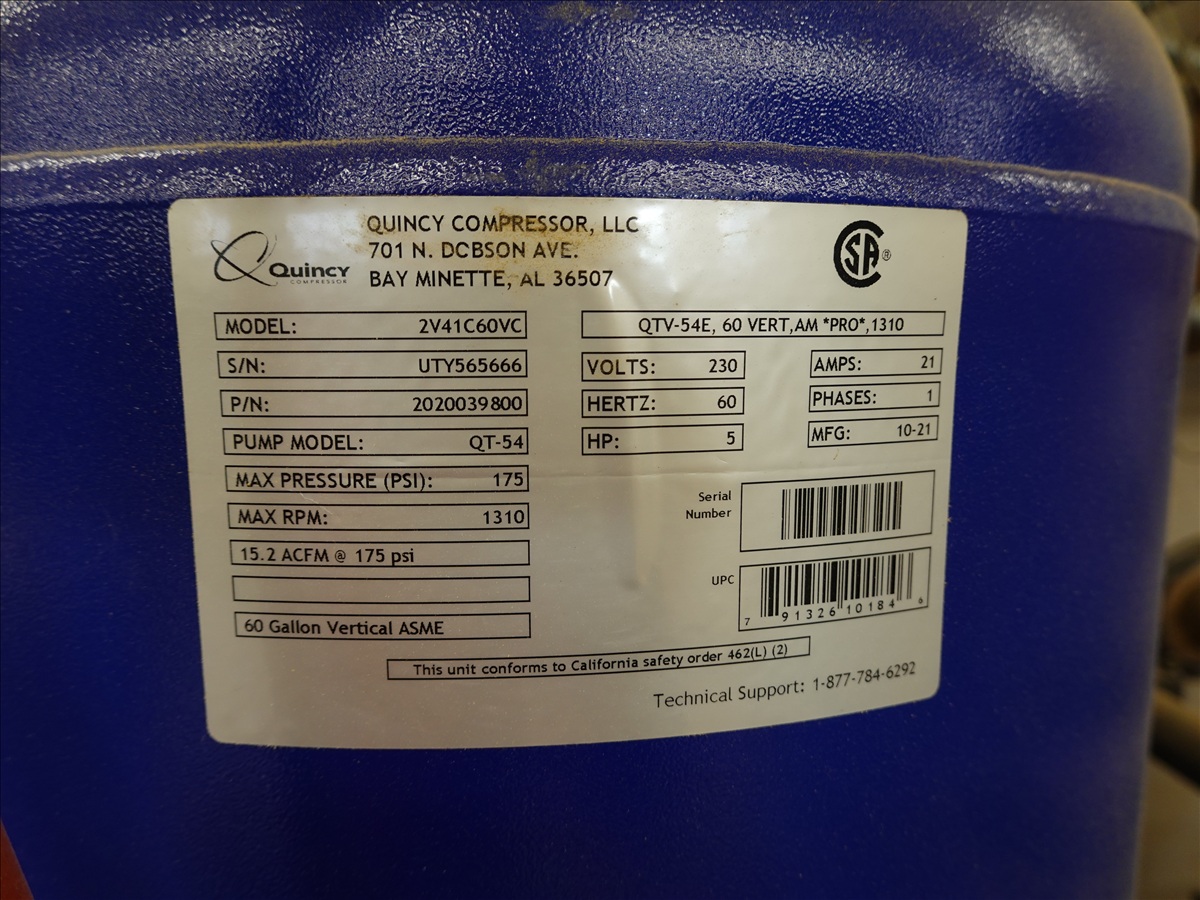 QUINCY COMPRESSOR, LLC
701 N. DCBSON AVE.
BAY MINETTE, AL 36507
Quincy
COMPRESSOR
SA ®
MODEL: 2V41C60VC
S/N: UTY565666
P/N: 2020039800
PUMP MODEL: QT-54
MAX PRESSURE (PSI): 175
MAX RPM: 1310
15.2 ACFM @ 175 psi
60 Gallon Vertical ASME
QTV-54E, 60 VERT,AM *PRO*,1310
VOLTS: 230
AMPS: 21
HERTZ: 60
PHASES: 1
HP: 5
MFG: 10-21
Serial
Number
UPC
7 91326 10184 6
This unit conforms to California safety order 462(L) (2)
Technical Support: 1-877-784-6292